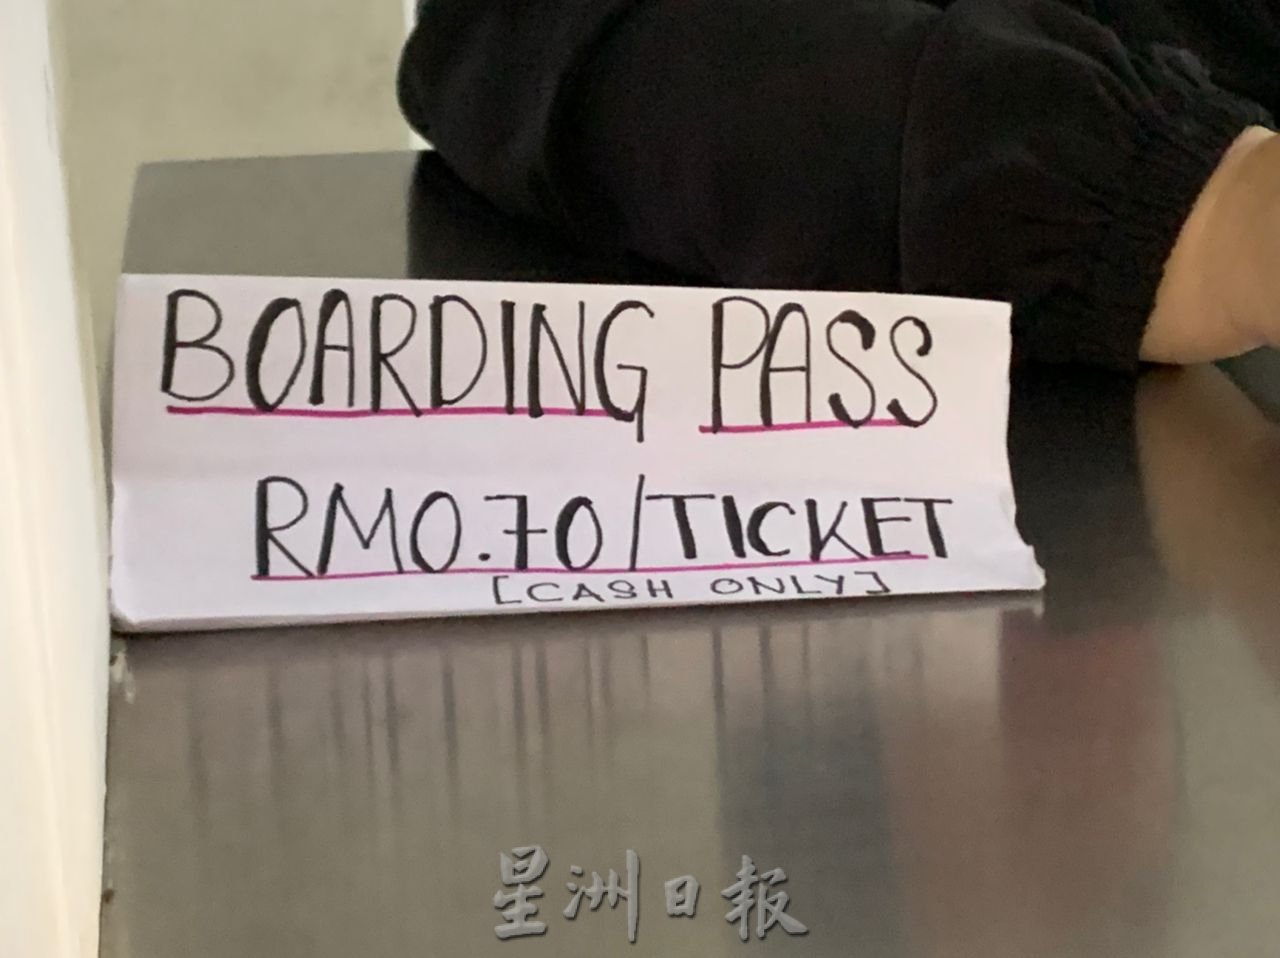 BOARDING PASS
RM0.70/TICKET
[CASH ONLY]
星洲日報